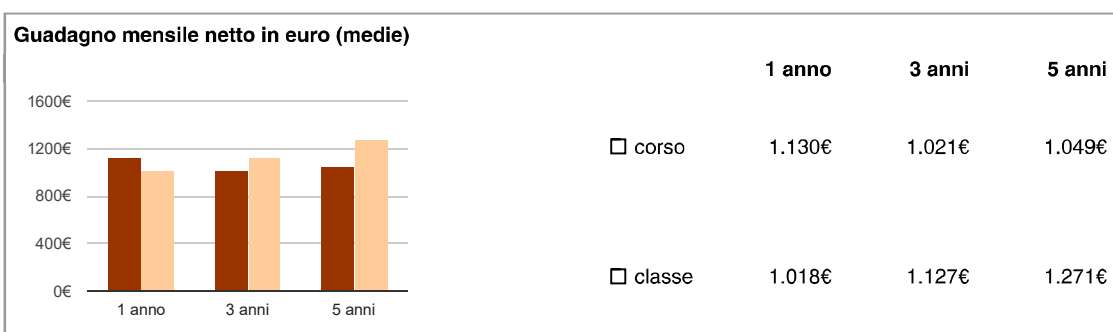 Guadagno mensile netto in euro (medie)
1 anno 3 anni 5 anni
1600€
1200€
800€
400€
0€
1 anno 3 anni 5 anni
corso 1.130€ 1.021€ 1.049€
classe 1.018€ 1.127€ 1.271€